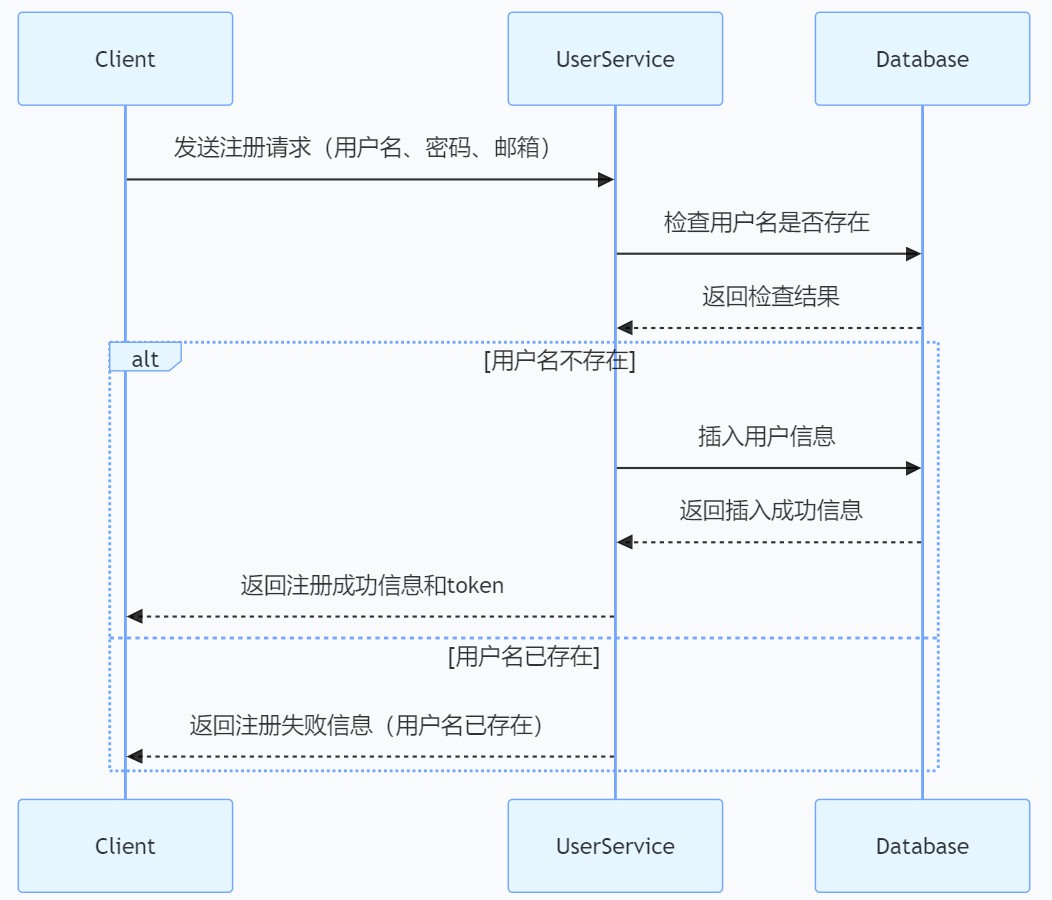 Client
UserService
Database
发送注册请求（用户名、密码、邮箱）
检查用户名是否存在
返回检查结果
alt
[用户名不存在]
插入用户信息
返回插入成功信息
返回注册成功信息和token
[用户名已存在]
返回注册失败信息（用户名已存在）
Client
UserService
Database